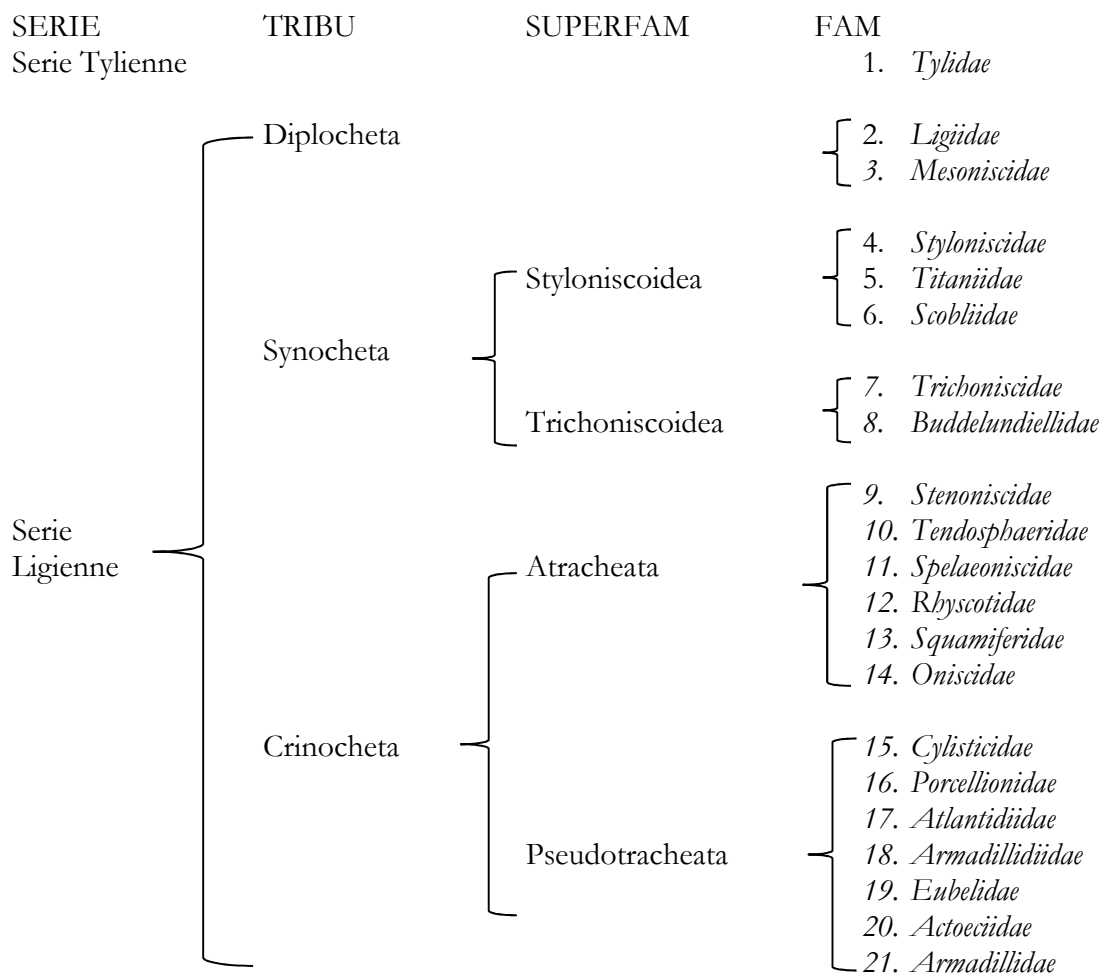 SERIE TRIBU SUPERFAM FAM
Serie Tylienne 1. Tylidae
Diplocheta 2. Ligiidae
3. Mesoniscidae
4. Styloniscidae
Styloniscoidea 5. Titaniidae
6. Scobliidae
Synocheta
7. Trichoniscidae
Trichoniscoidea 8. Buddelundiellidae
9. Stenoniscidae
Serie 10. Tendosphaeridae
Ligienne Atracheata 11. Spelaeoniscidae
12. Rhyscotidae
13. Squamiferidae
14. Oniscidae
Crinocheta 15. Cylisticidae
16. Porcellionidae
17. Atlantidiidae
Pseudotracheata 18. Armadillidiidae
19. Eubelidae
20. Actoeciidae
21. Armadillidae